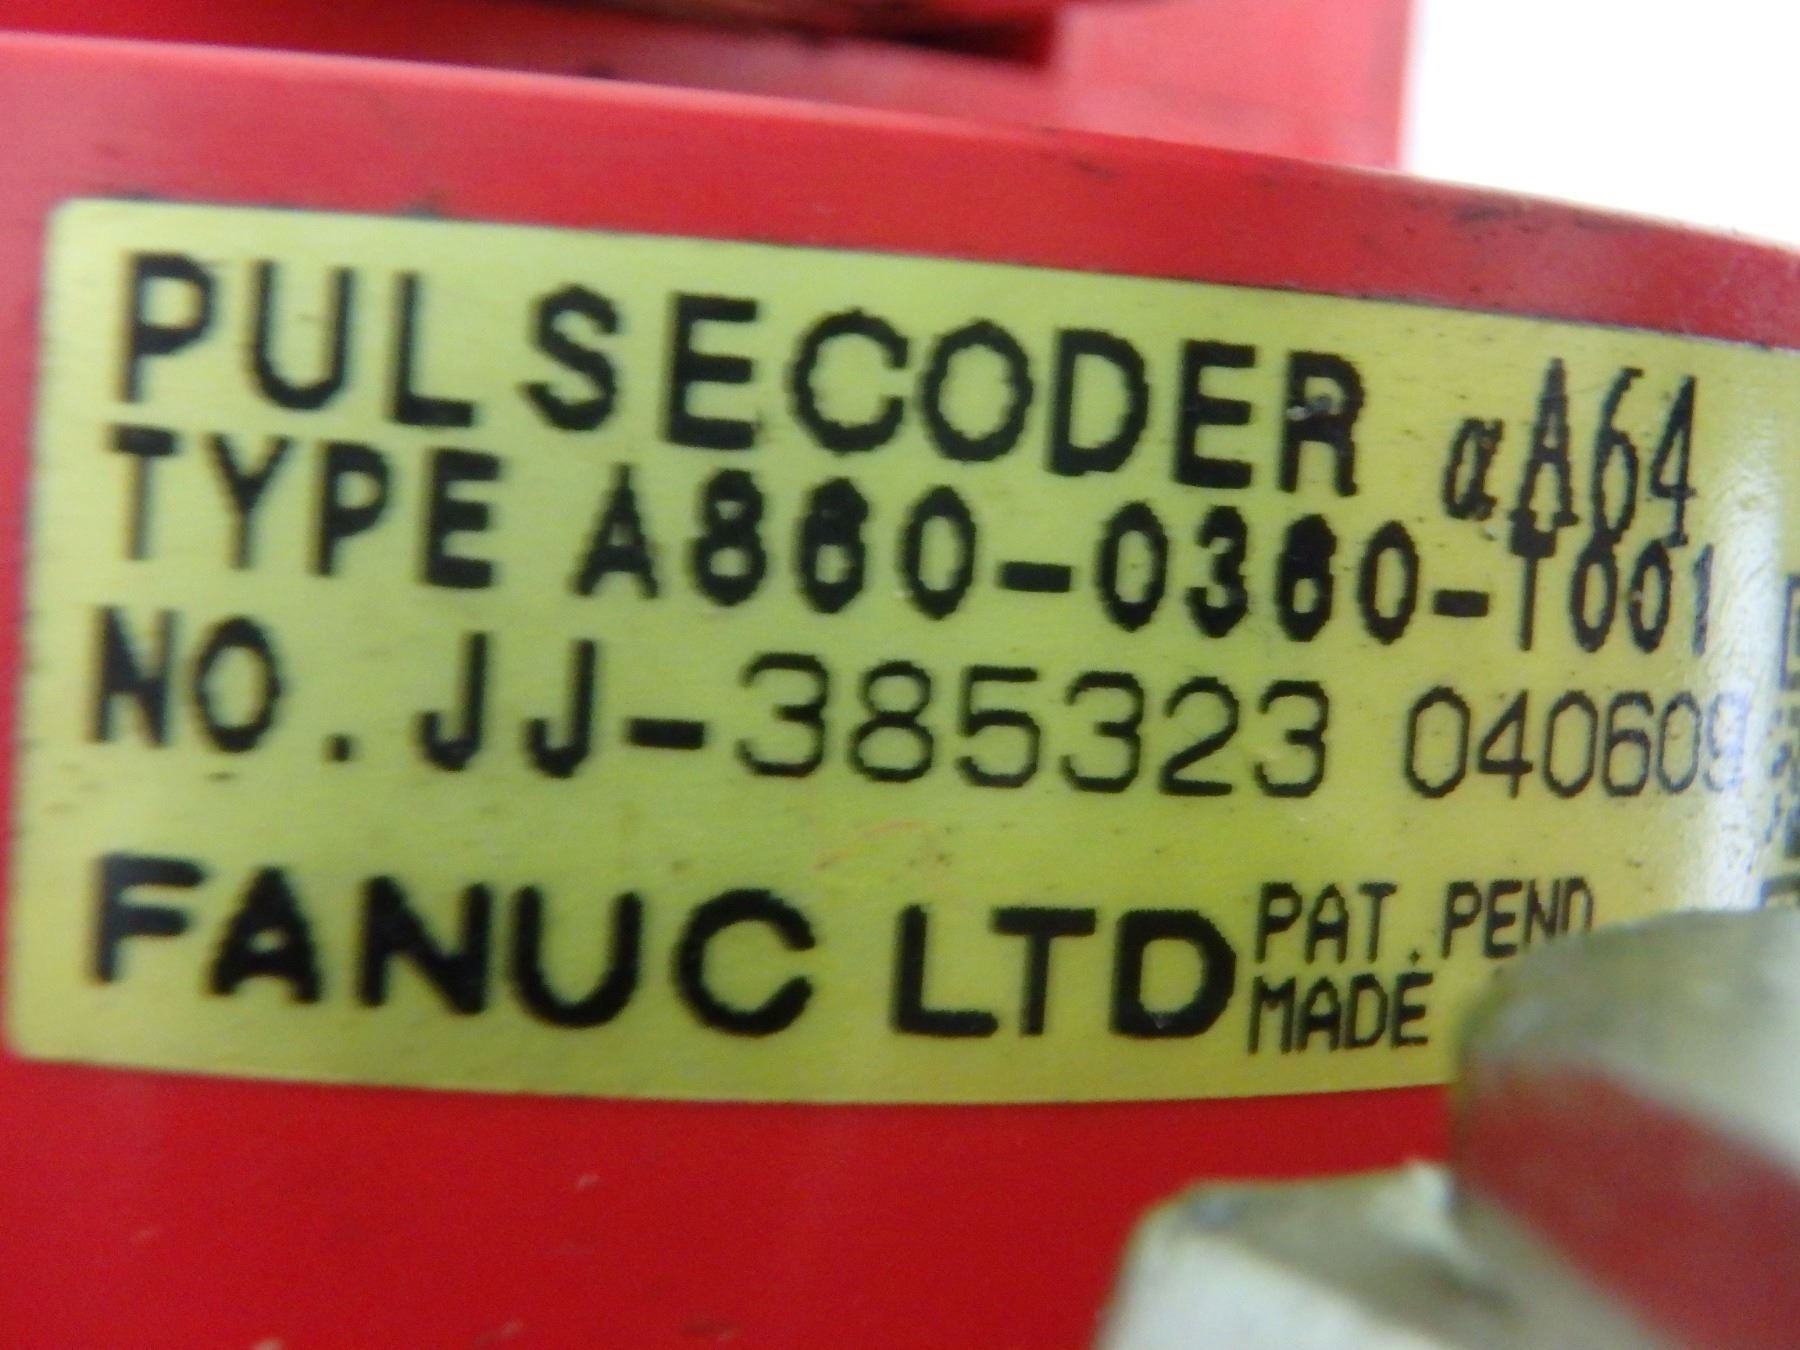 PULSECODER αA64
TYPE A860-0360-T001
NO. JJ-385323 040609
FANUC LTD
PAT. PEND
MADE